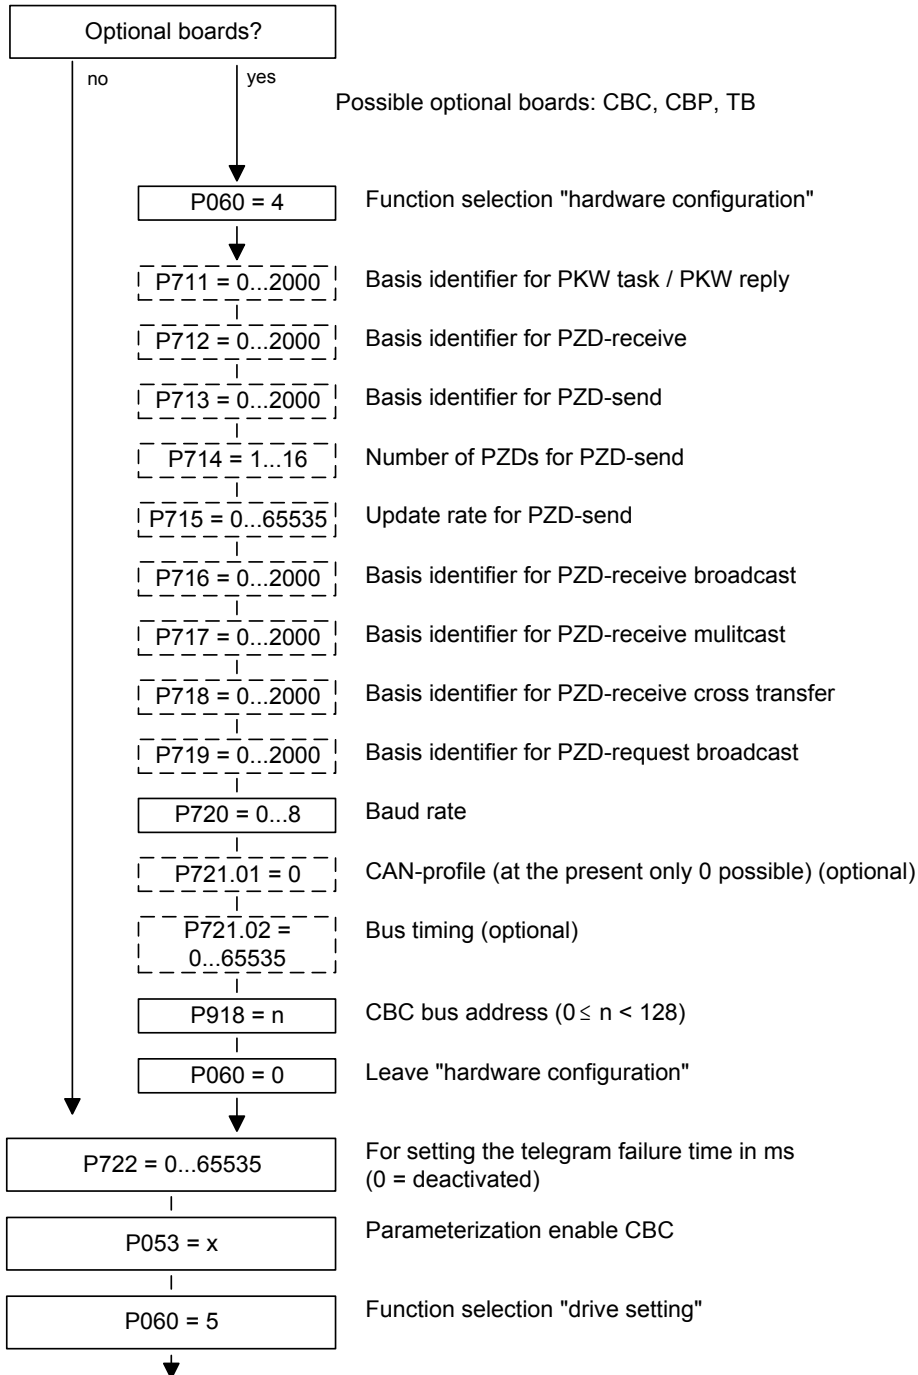 Optional boards?
no
yes
Possible optional boards: CBC, CBP, TB
P060 = 4
Function selection "hardware configuration"
P711 = 0...2000
Basis identifier for PKW task / PKW reply
P712 = 0...2000
Basis identifier for PZD-receive
P713 = 0...2000
Basis identifier for PZD-send
P714 = 1...16
Number of PZDs for PZD-send
P715 = 0...65535
Update rate for PZD-send
P716 = 0...2000
Basis identifier for PZD-receive broadcast
P717 = 0...2000
Basis identifier for PZD-receive mulitcast
P718 = 0...2000
Basis identifier for PZD-receive cross transfer
P719 = 0...2000
Basis identifier for PZD-request broadcast
P720 = 0...8
Baud rate
P721.01 = 0
CAN-profile (at the present only 0 possible) (optional)
P721.02 =
0...65535
Bus timing (optional)
P918 = n
CBC bus address (0 ≤ n < 128)
P060 = 0
Leave "hardware configuration"
P722 = 0...65535
For setting the telegram failure time in ms
(0 = deactivated)
P053 = x
Parameterization enable CBC
P060 = 5
Function selection "drive setting"